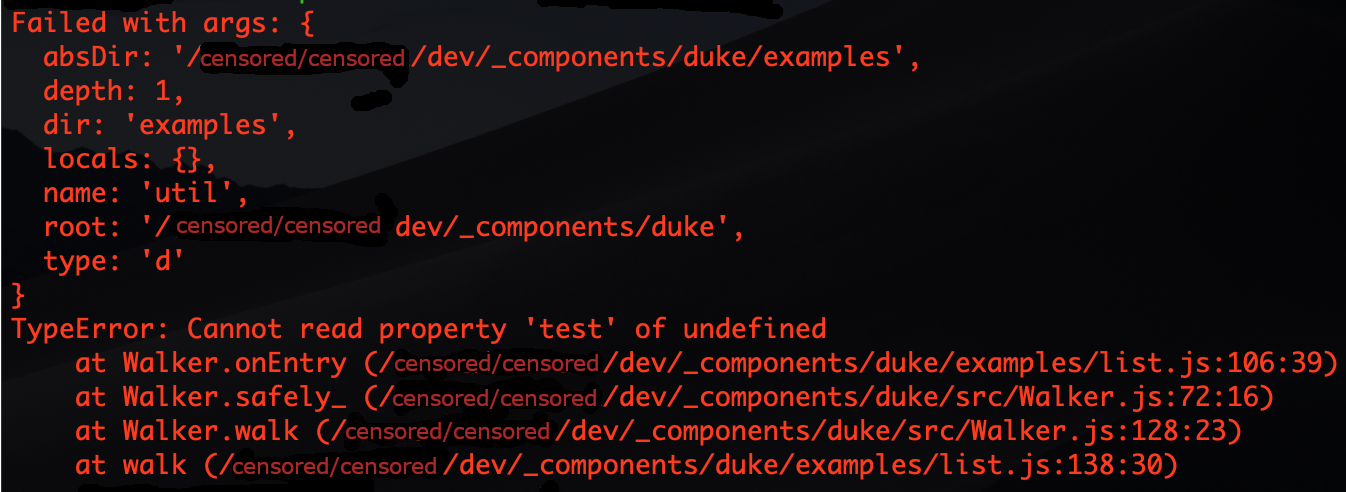 Failed with args: {
absDir: '/censored/censored/dev/_components/duke/examples',
depth: 1,
dir: 'examples',
locals: {},
name: 'util',
root: '/censored/censored dev/_components/duke',
type: 'd'
}
TypeError: Cannot read property 'test' of undefined
at Walker.onEntry (/censored/censored/dev/_components/duke/examples/list.js:106:39)
at Walker.safely_ (/censored/censored/dev/_components/duke/src/Walker.js:72:16)
at Walker.walk (/censored/censored/dev/_components/duke/src/Walker.js:128:23)
at walk (/censored/censored/dev/_components/duke/examples/list.js:138:30)